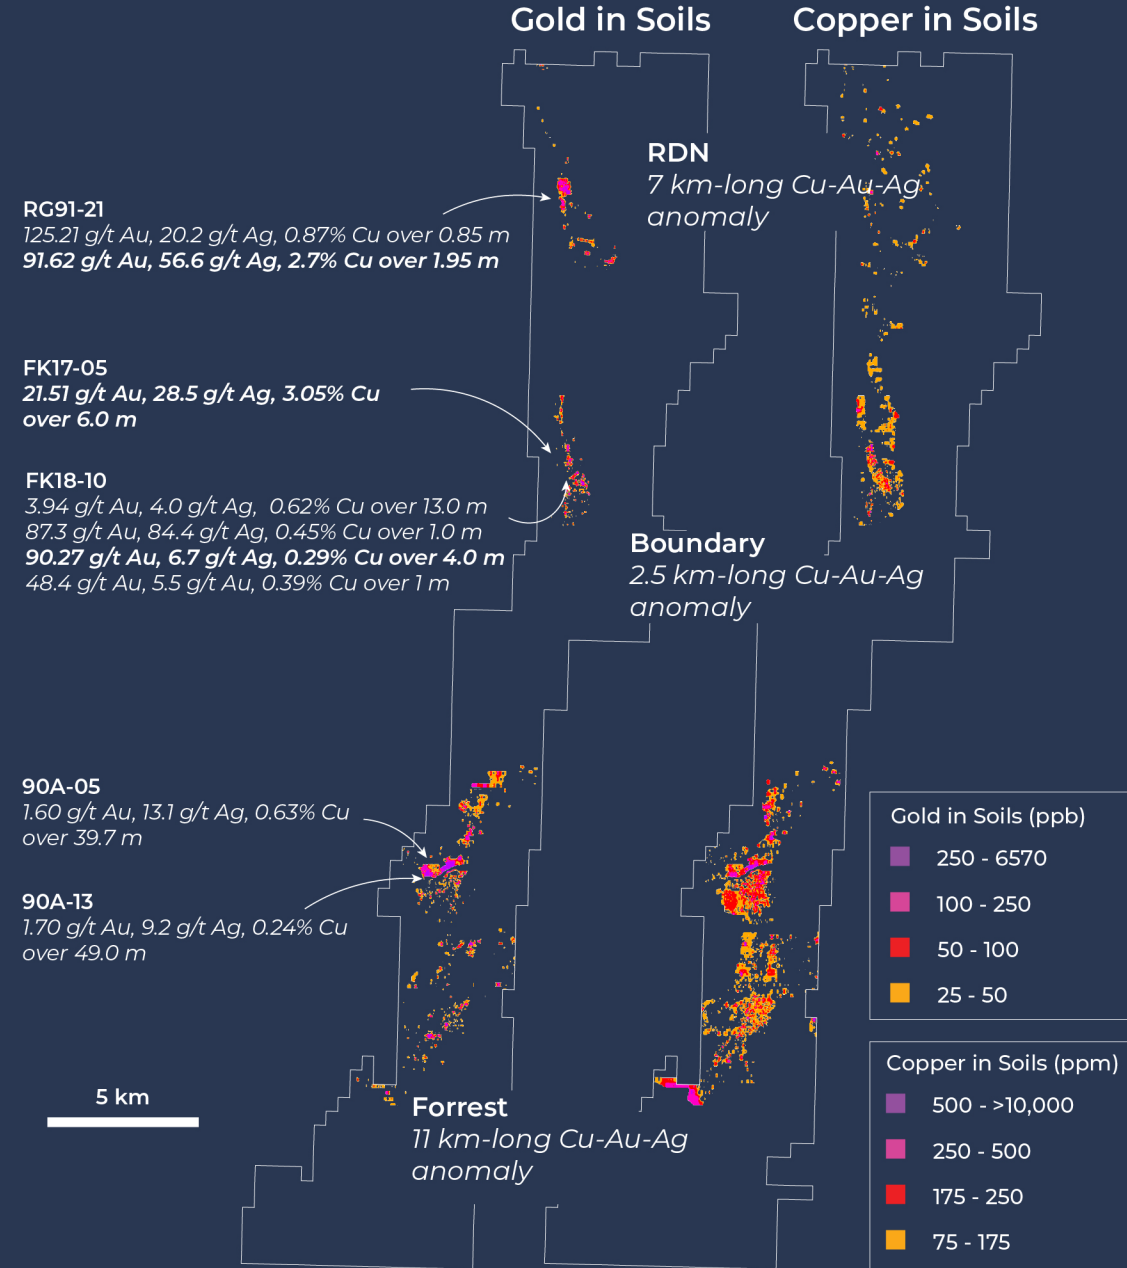 Gold in Soils
Copper in Soils
RDN
7 km-long Cu-Au-Ag
anomaly
RG91-21
125.21 g/t Au, 20.2 g/t Ag, 0.87% Cu over 0.85 m
91.62 g/t Au, 56.6 g/t Ag, 2.7% Cu over 1.95 m
FK17-05
21.51 g/t Au, 28.5 g/t Ag, 3.05% Cu
over 6.0 m
FK18-10
3.94 g/t Au, 4.0 g/t Ag, 0.62% Cu over 13.0 m
87.3 g/t Au, 84.4 g/t Ag, 0.45% Cu over 1.0 m
90.27 g/t Au, 6.7 g/t Ag, 0.29% Cu over 4.0 m
48.4 g/t Au, 5.5 g/t Au, 0.39% Cu over 1 m
Boundary
2.5 km-long Cu-Au-Ag
anomaly
90A-05
1.60 g/t Au, 13.1 g/t Ag, 0.63% Cu
over 39.7 m
90A-13
1.70 g/t Au, 9.2 g/t Ag, 0.24% Cu
over 49.0 m
5 km
Forrest
11 km-long Cu-Au-Ag
anomaly
Gold in Soils (ppb)
250 - 6570
100 - 250
50 - 100
25 - 50
Copper in Soils (ppm)
500 - >10,000
250 - 500
175 - 250
75 - 175